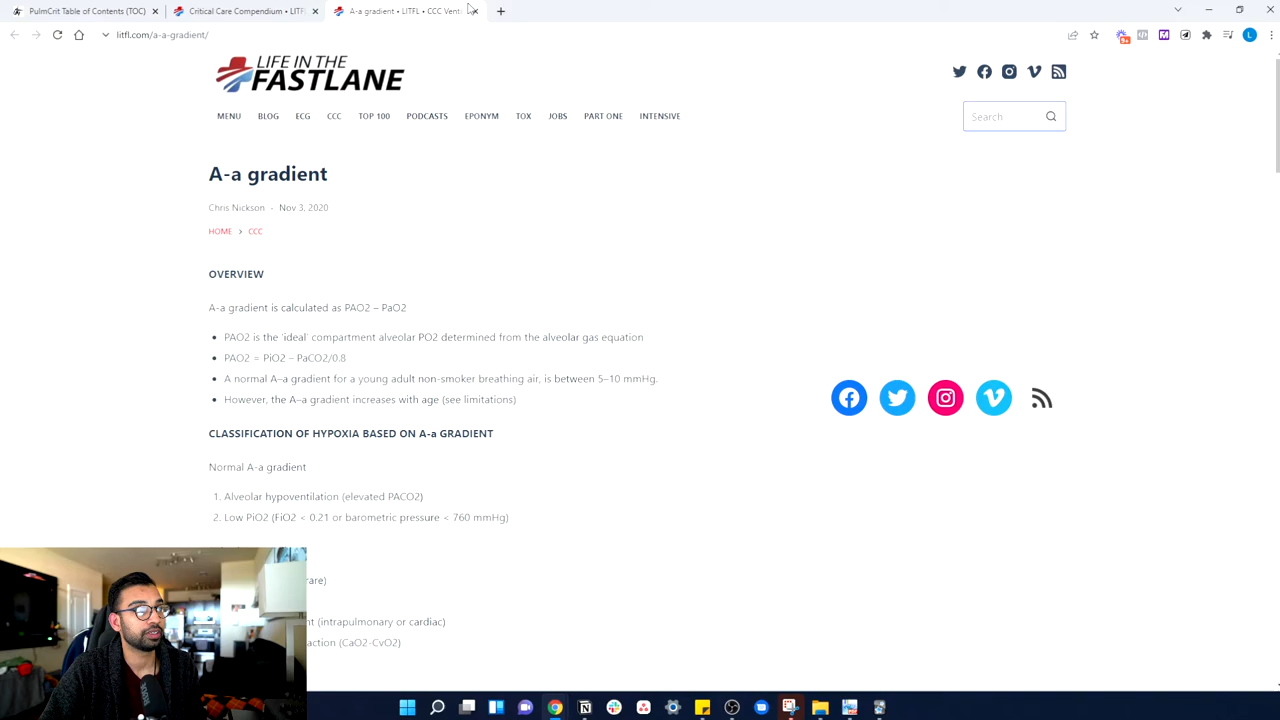 PulmCrit Table of Contents (TOC)
Critical Care Compendium • LITFL
A-a gradient • LITFL • CCC Venti
litfl.com/a-a-gradient/
9+
L
LIFE IN THE
FASTLANE
MENU BLOG ECG CCC TOP 100 PODCASTS EPONYM TOX JOBS PART ONE INTENSIVE
Search
A-a gradient
Chris Nickson - Nov 3, 2020
HOME > CCC
OVERVIEW
A-a gradient is calculated as PAO2 – PaO2
• PAO2 is the ‘ideal’ compartment alveolar PO2 determined from the alveolar gas equation
• PAO2 = PiO2 – PaCO2/0.8
• A normal A–a gradient for a young adult non-smoker breathing air, is between 5–10 mmHg.
• However, the A–a gradient increases with age (see limitations)
CLASSIFICATION OF HYPOXIA BASED ON A-a GRADIENT
Normal A-a gradient
1. Alveolar hypoventilation (elevated PACO2)
2. Low PiO2 (FiO2 < 0.21 or barometric pressure < 760 mmHg)
rare)
nt (intrapulmonary or cardiac)
action (CaO2-CvO2)